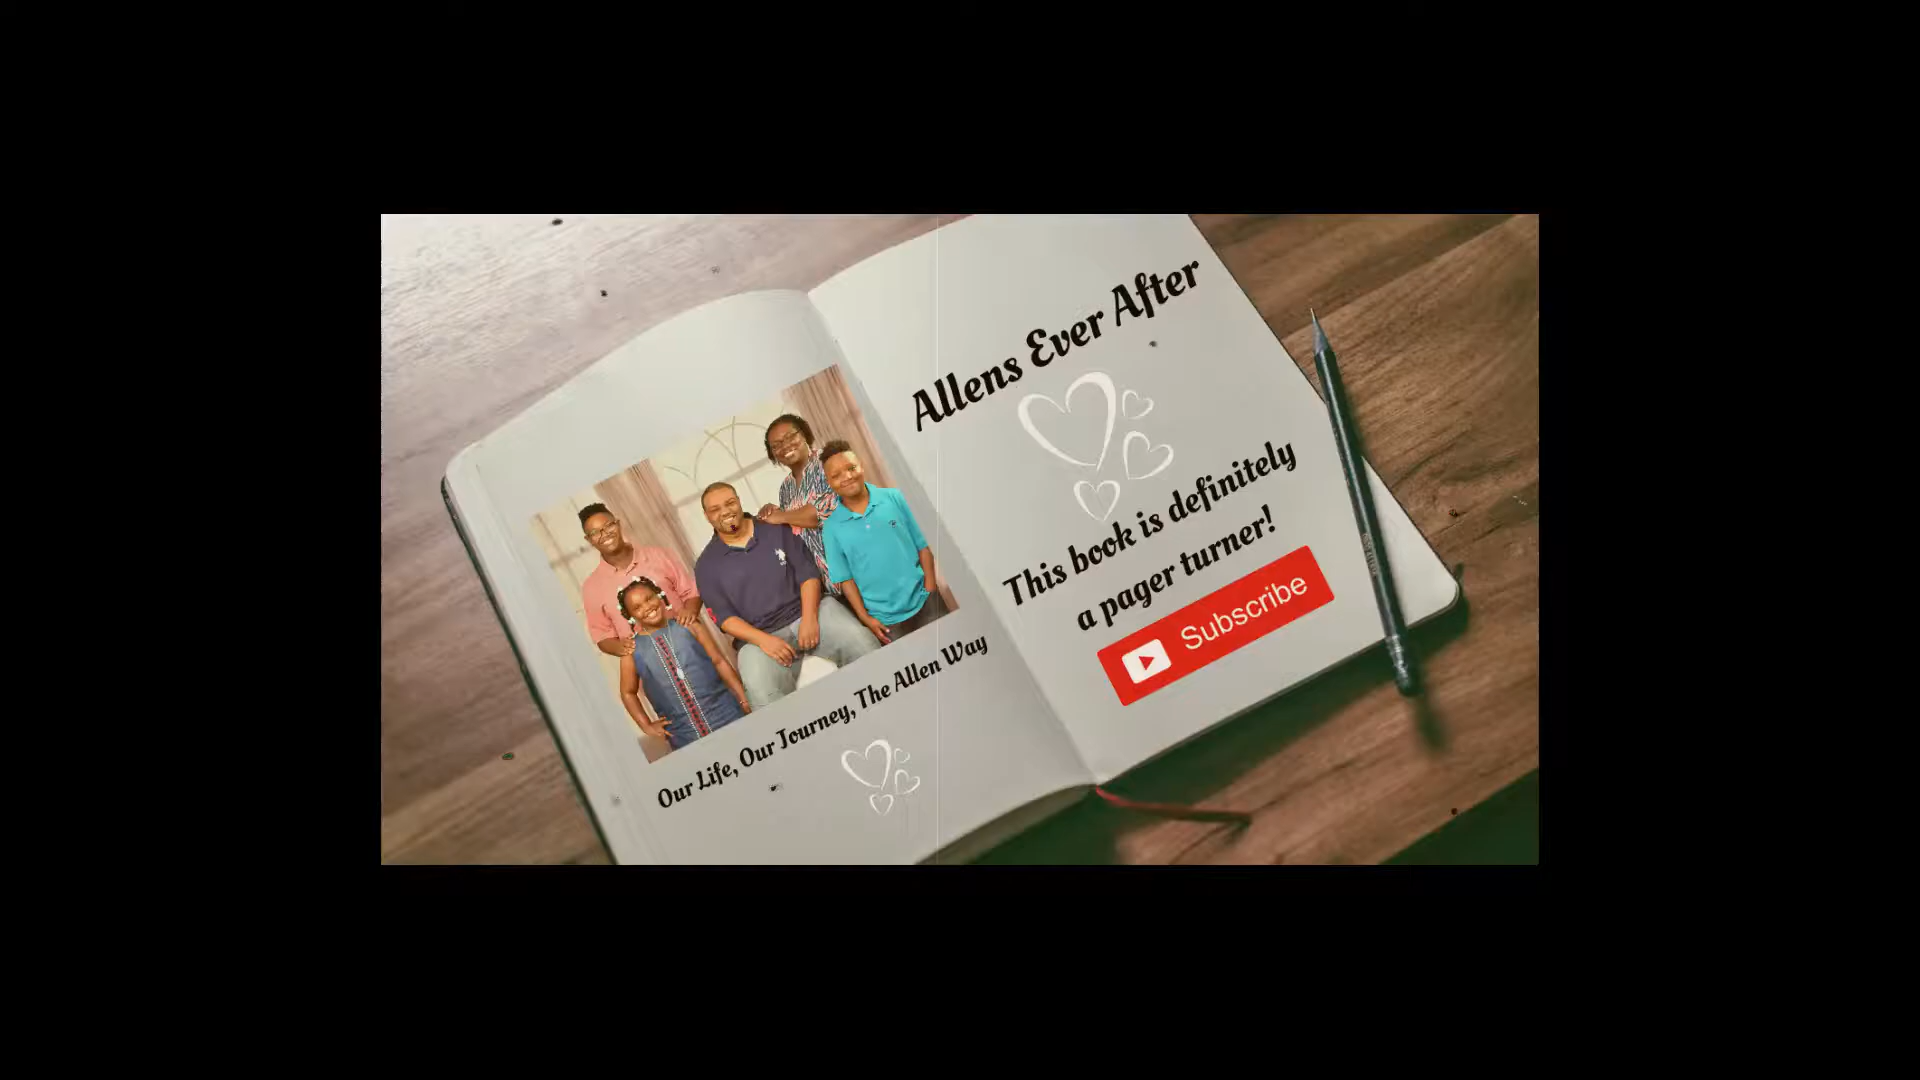 Our Life, Our Journey, The Allen Way
Allens Ever After
This book is definitely
a pager turner!
Subscribe